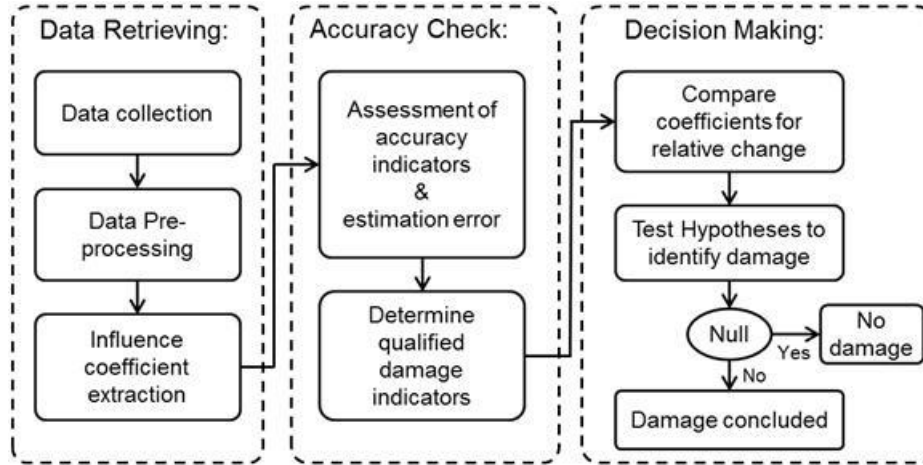 Data Retrieving:
Data collection
Data Pre-
processing
Influence
coefficient
extraction
Accuracy Check:
Assessment of
accuracy
indicators
&
estimation error
Determine
qualified
damage
indicators
Decision Making:
Compare
coefficients for
relative change
Test Hypotheses to
identify damage
Null
Yes
No
damage
No
Damage concluded